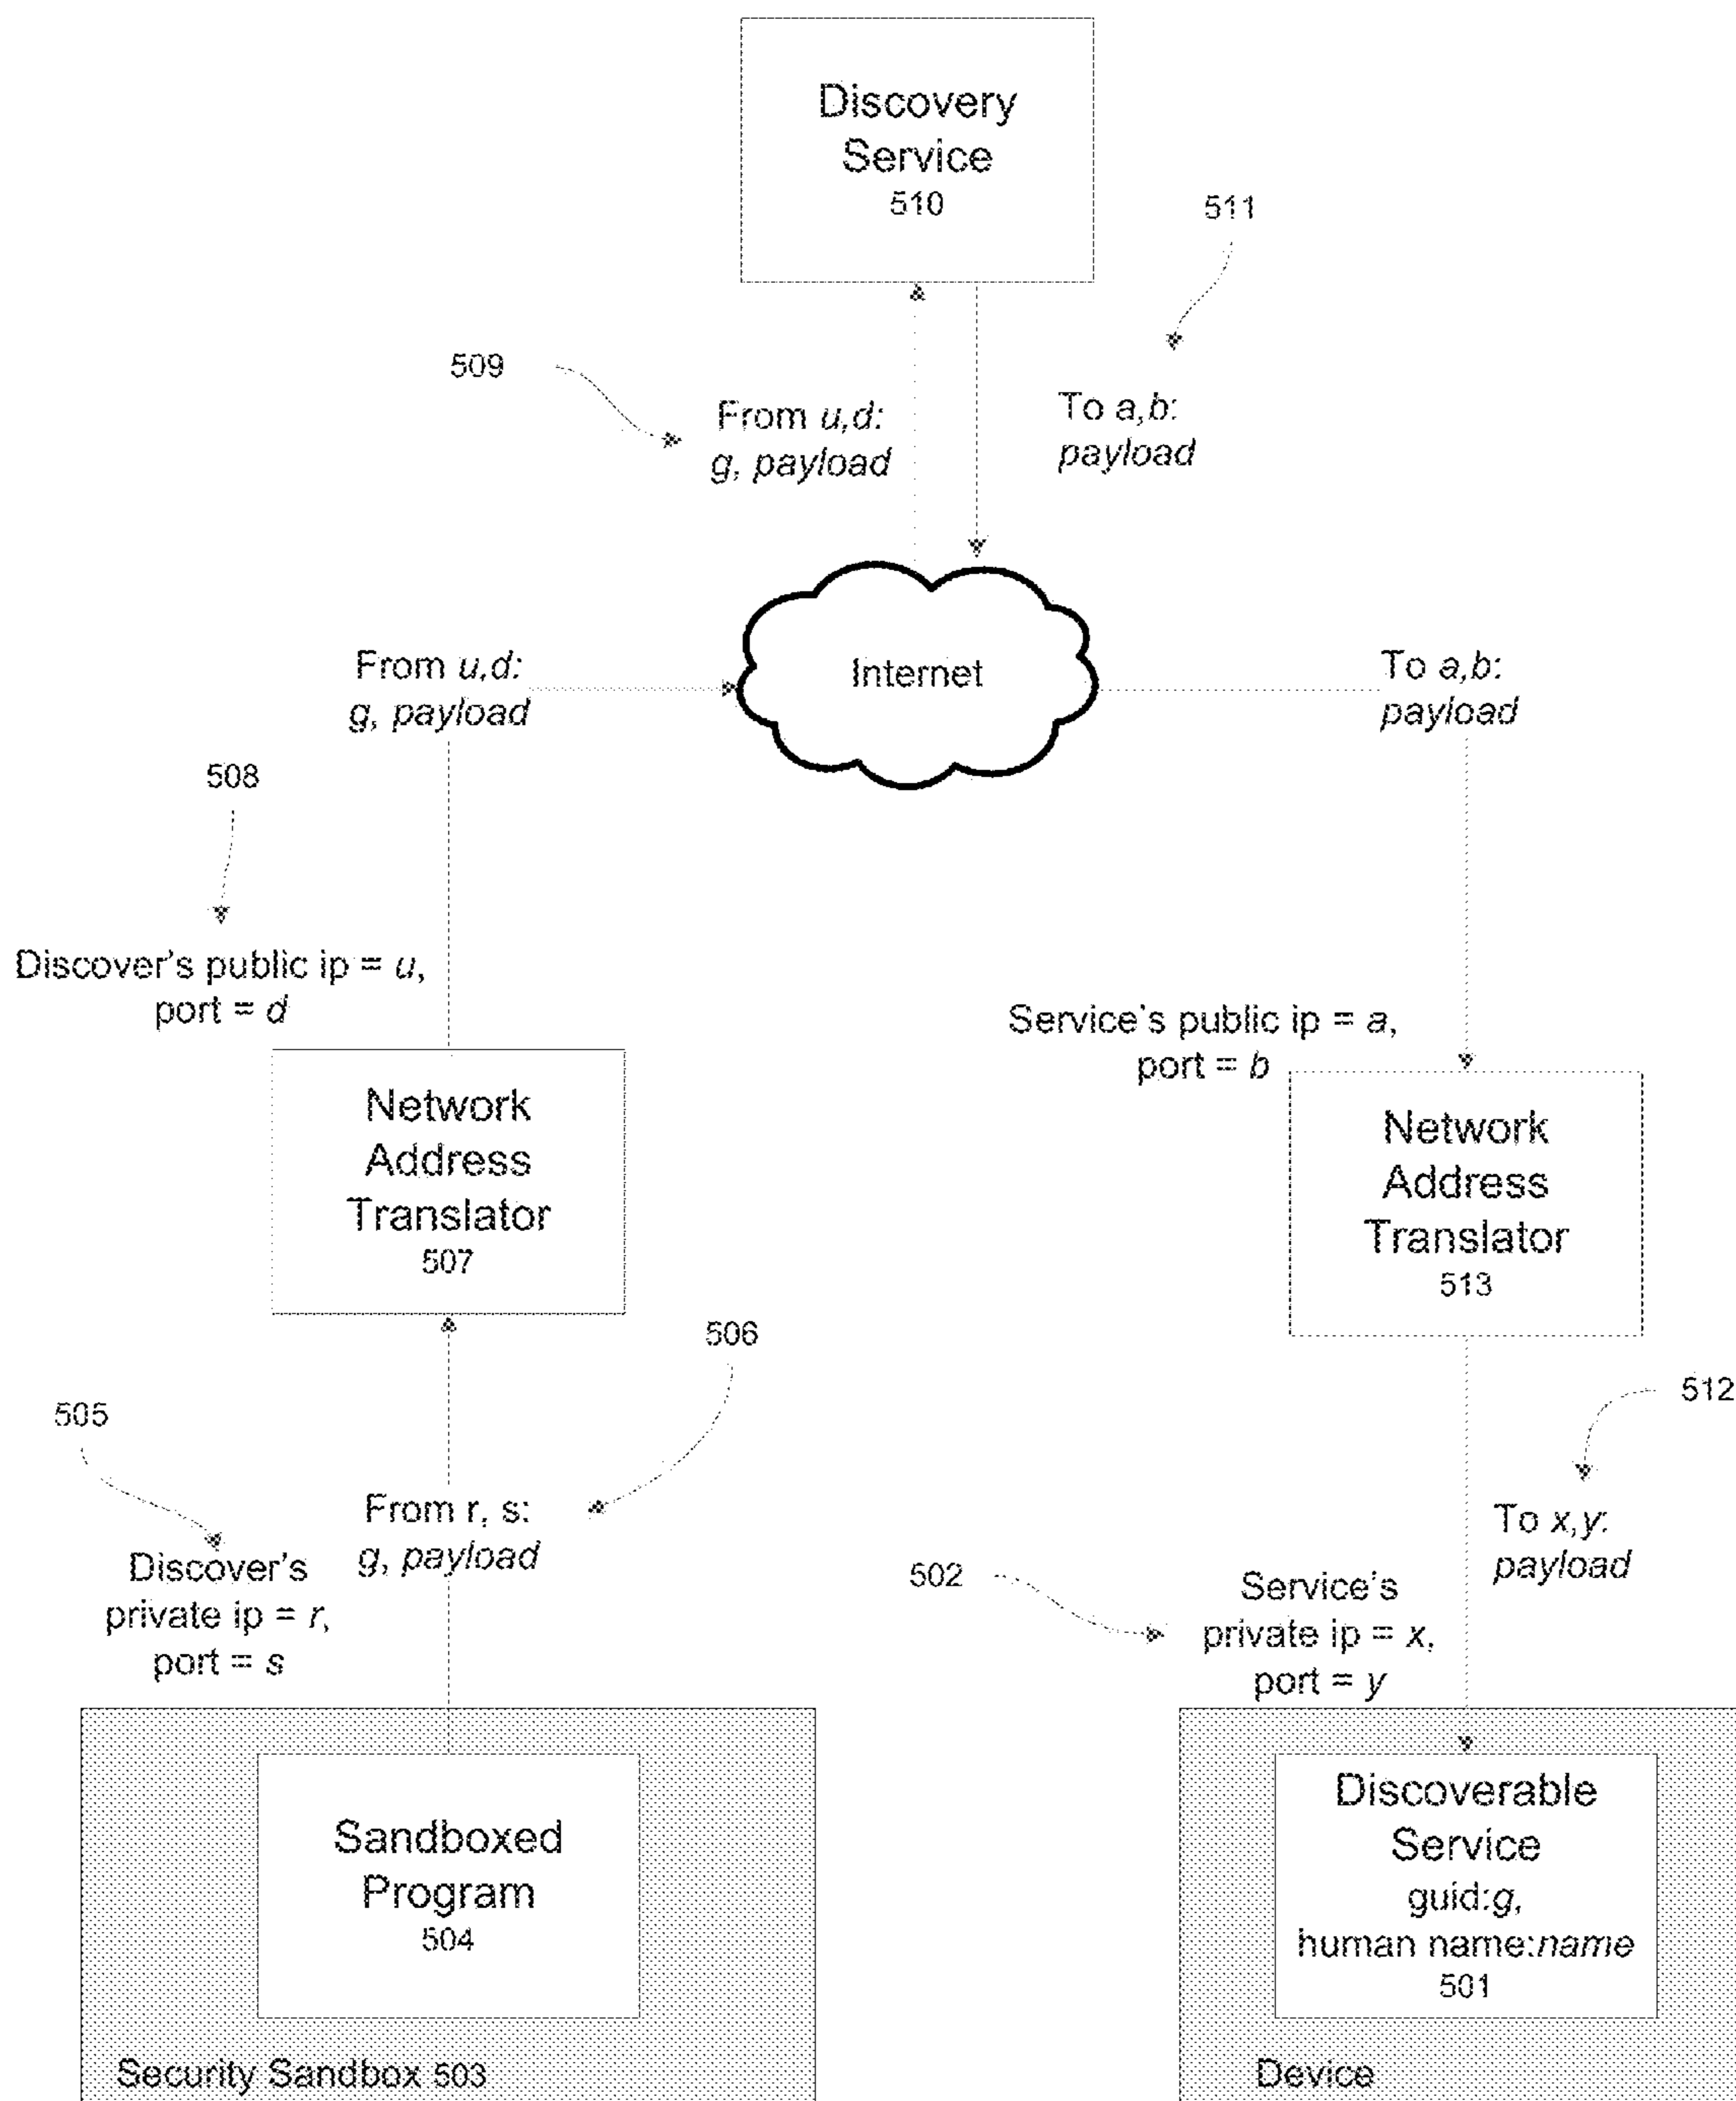 Discovery
Service
510
511
509
From u,d:
g, payload
To a,b:
payload
From u,d:
g, payload
Internet
To a,b:
payload
508
Discover's public ip = u,
port = d
Service's public ip = a,
port = b
Network
Address
Translator
507
Network
Address
Translator
513
506
505
512
From r, s:
g, payload
Discover's
private ip = r,
port = s
To x,y:
payload
502
Service's
private ip = x,
port = y
Sandboxed
Program
504
Discoverable
Service
guid:g,
human name:name
501
Security Sandbox 503
Device